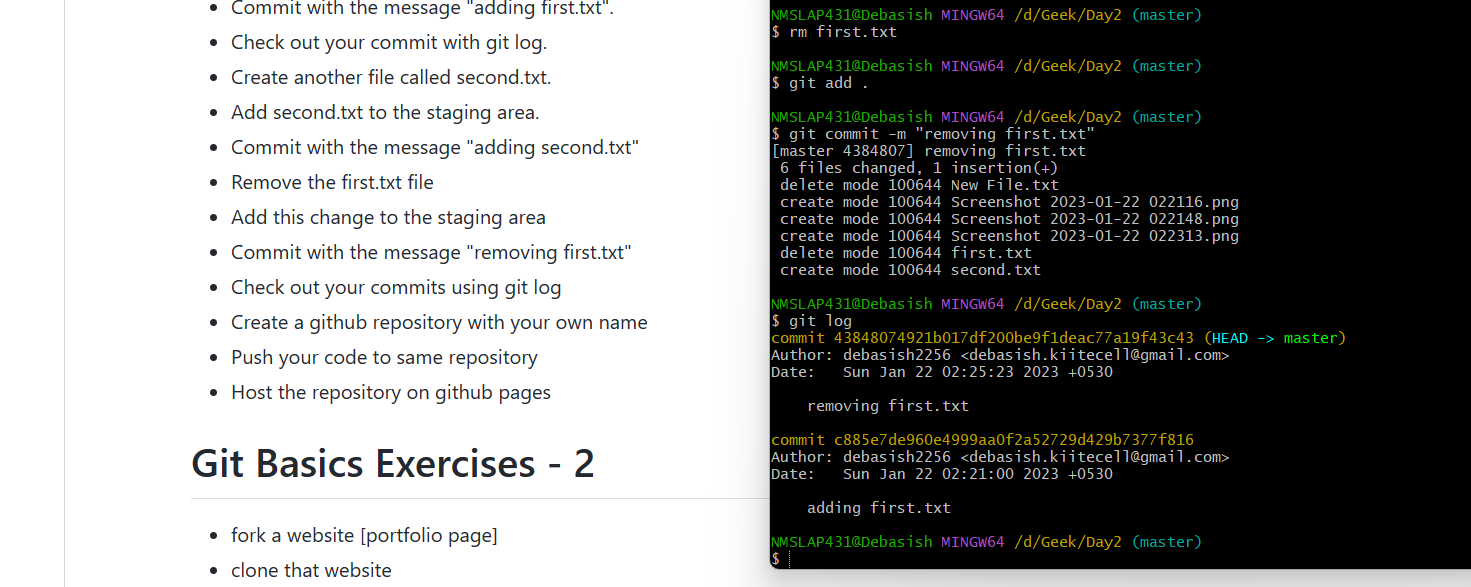 Commit with the message "adding first.txt".
Check out your commit with git log.
Create another file called second.txt.
Add second.txt to the staging area.
Commit with the message "adding second.txt"
Remove the first.txt file
Add this change to the staging area
Commit with the message "removing first.txt"
Check out your commits using git log
Create a github repository with your own name
Push your code to same repository
Host the repository on github pages
Git Basics Exercises - 2
fork a website [portfolio page]
clone that website
NMSLAP431@Debasish MINGW64 /d/Geek/Day2 (master)
$ rm first.txt
NMSLAP431@Debasish MINGW64 /d/Geek/Day2 (master)
$ git add .
NMSLAP431@Debasish MINGW64 /d/Geek/Day2 (master)
$ git commit -m "removing first.txt"
[master 4384807] removing first.txt
6 files changed, 1 insertion(+)
delete mode 100644 New File.txt
create mode 100644 Screenshot 2023-01-22 022116.png
create mode 100644 Screenshot 2023-01-22 022148.png
create mode 100644 Screenshot 2023-01-22 022313.png
delete mode 100644 first.txt
create mode 100644 second.txt
NMSLAP431@Debasish MINGW64 /d/Geek/Day2 (master)
$ git log
commit 43848074921b017df200be9f1deac77a19f43c43 (HEAD -> master)
Author: debasish2256 <debasish.kiitecell@gmail.com>
Date:   Sun Jan 22 02:25:23 2023 +0530
removing first.txt
commit c885e7de960e4999aa0f2a52729d429b7377f816
Author: debasish2256 <debasish.kiitecell@gmail.com>
Date:   Sun Jan 22 02:21:00 2023 +0530
adding first.txt
NMSLAP431@Debasish MINGW64 /d/Geek/Day2 (master)
$